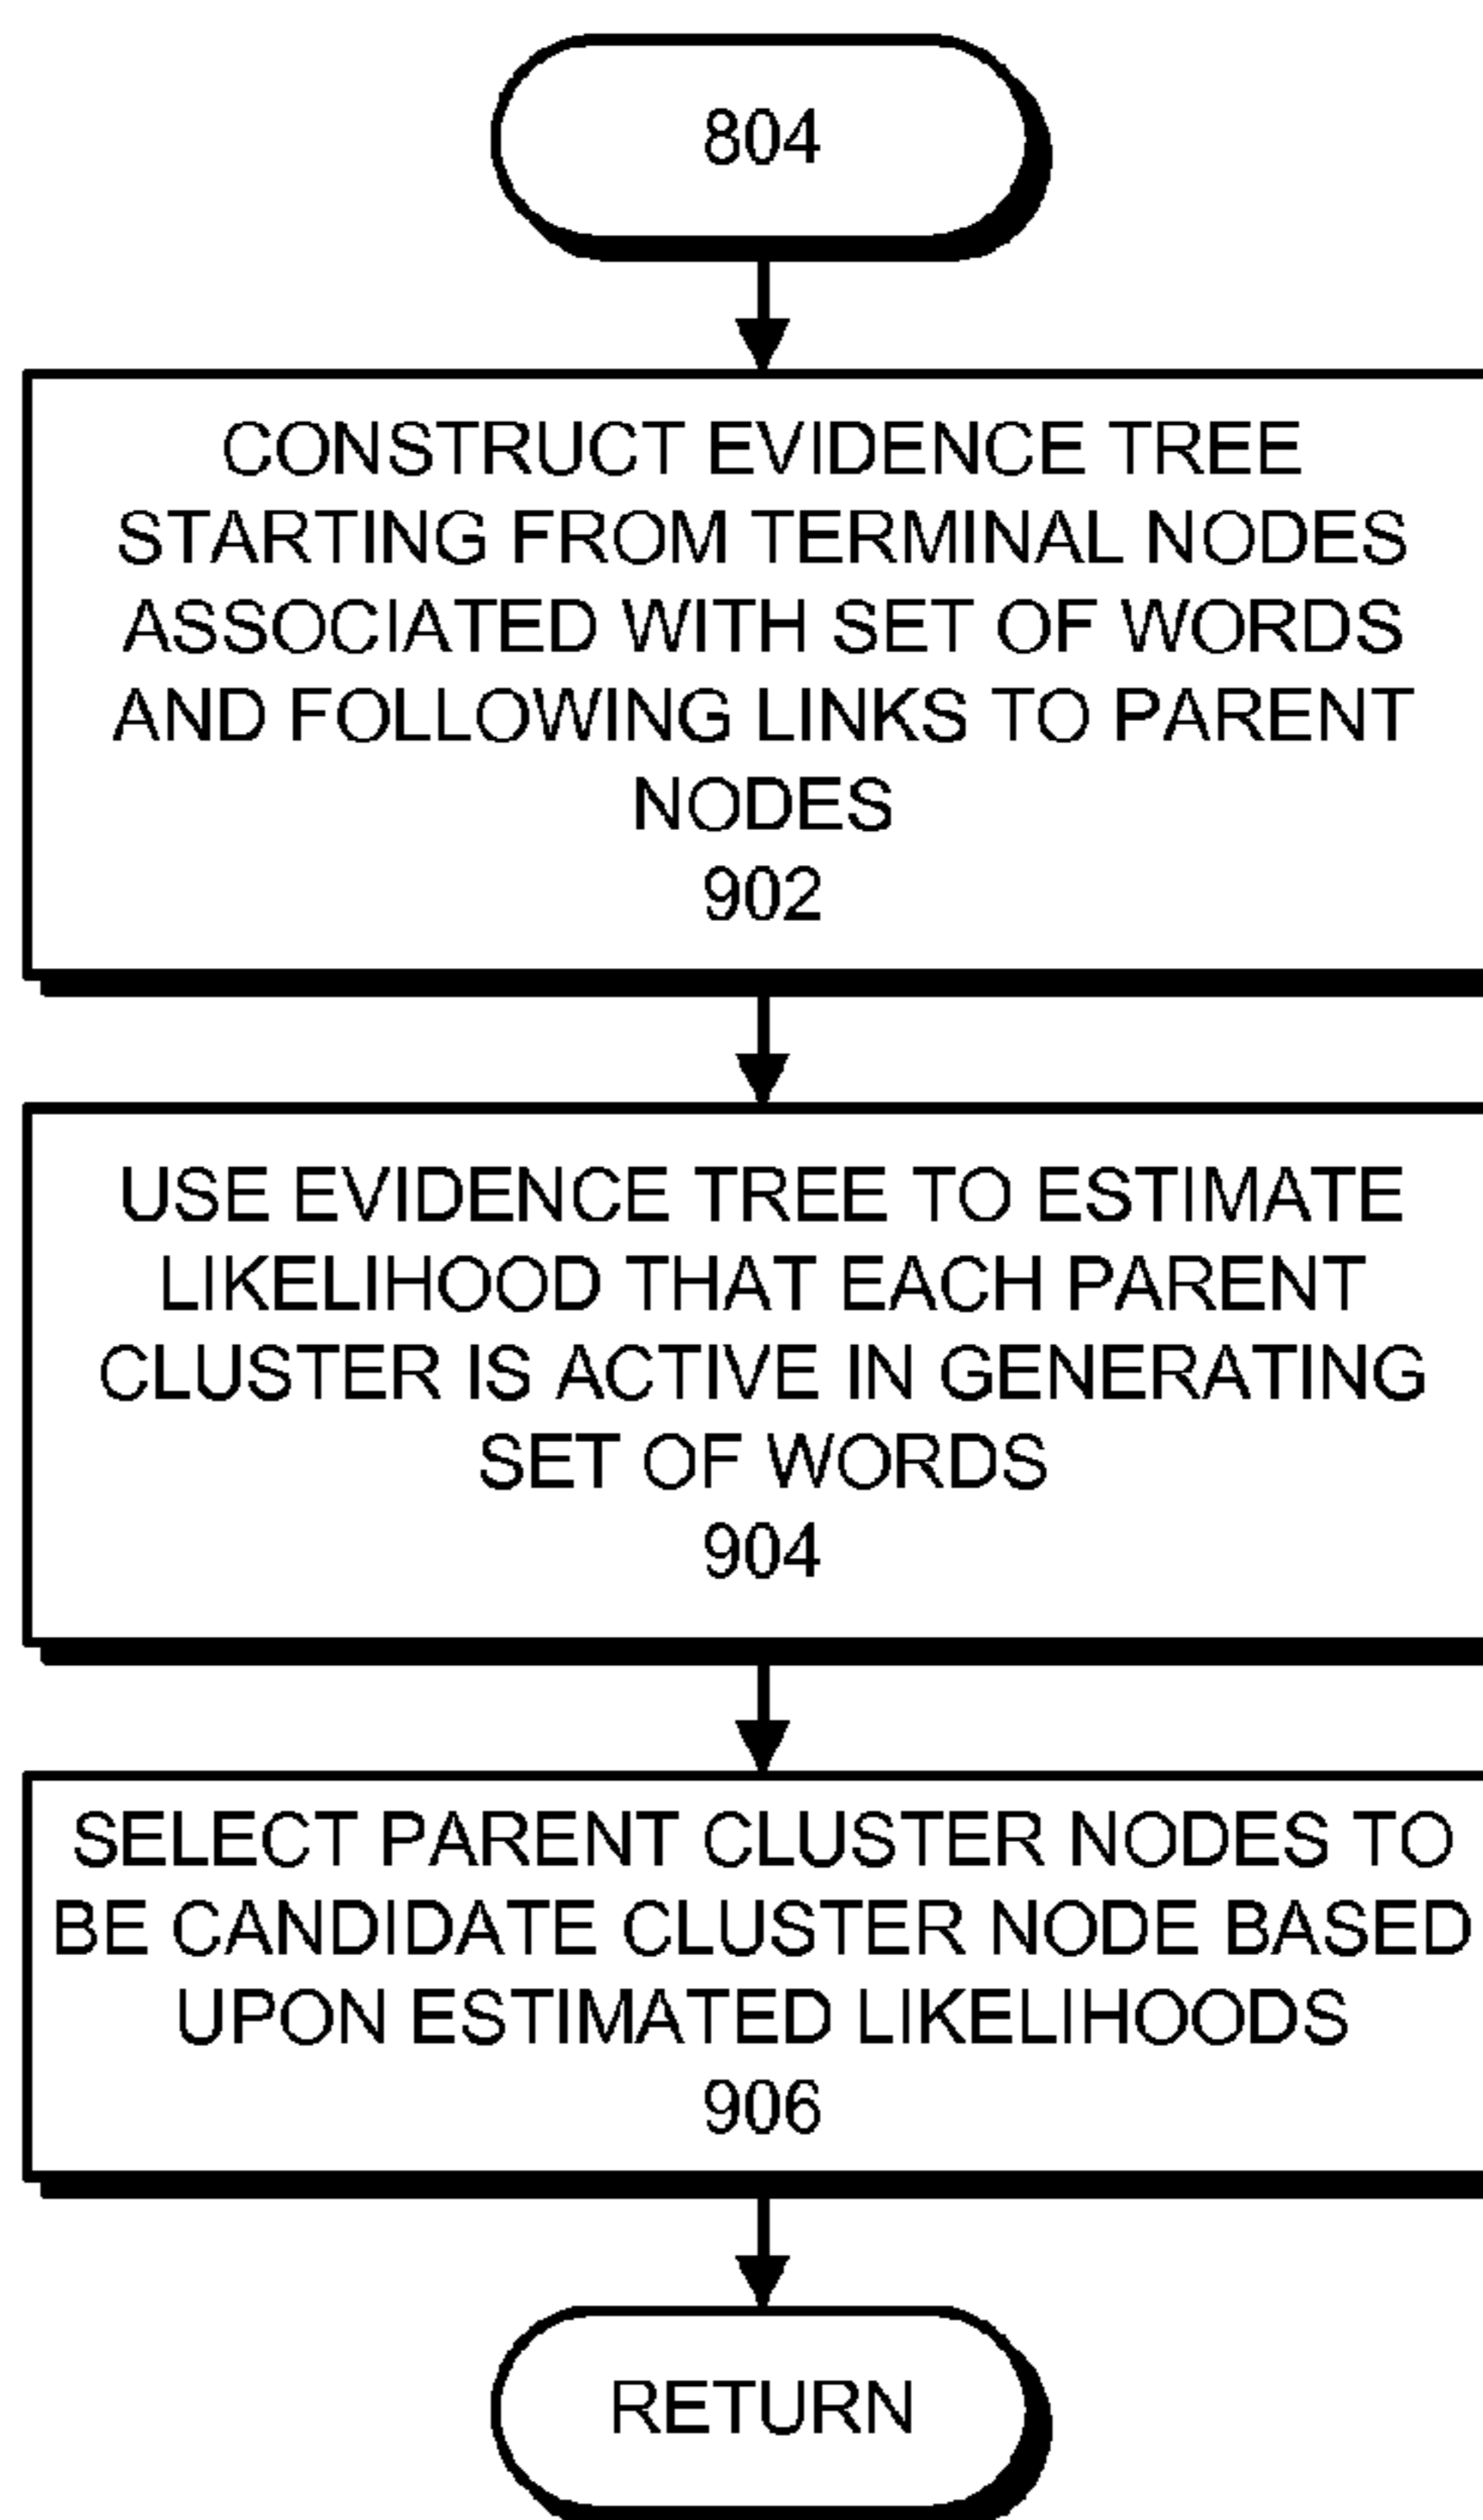 804
CONSTRUCT EVIDENCE TREE
STARTING FROM TERMINAL NODES
ASSOCIATED WITH SET OF WORDS
AND FOLLOWING LINKS TO PARENT
NODES
902
USE EVIDENCE TREE TO ESTIMATE
LIKELIHOOD THAT EACH PARENT
CLUSTER IS ACTIVE IN GENERATING
SET OF WORDS
904
SELECT PARENT CLUSTER NODES TO
BE CANDIDATE CLUSTER NODE BASED
UPON ESTIMATED LIKELIHOODS
906
RETURN